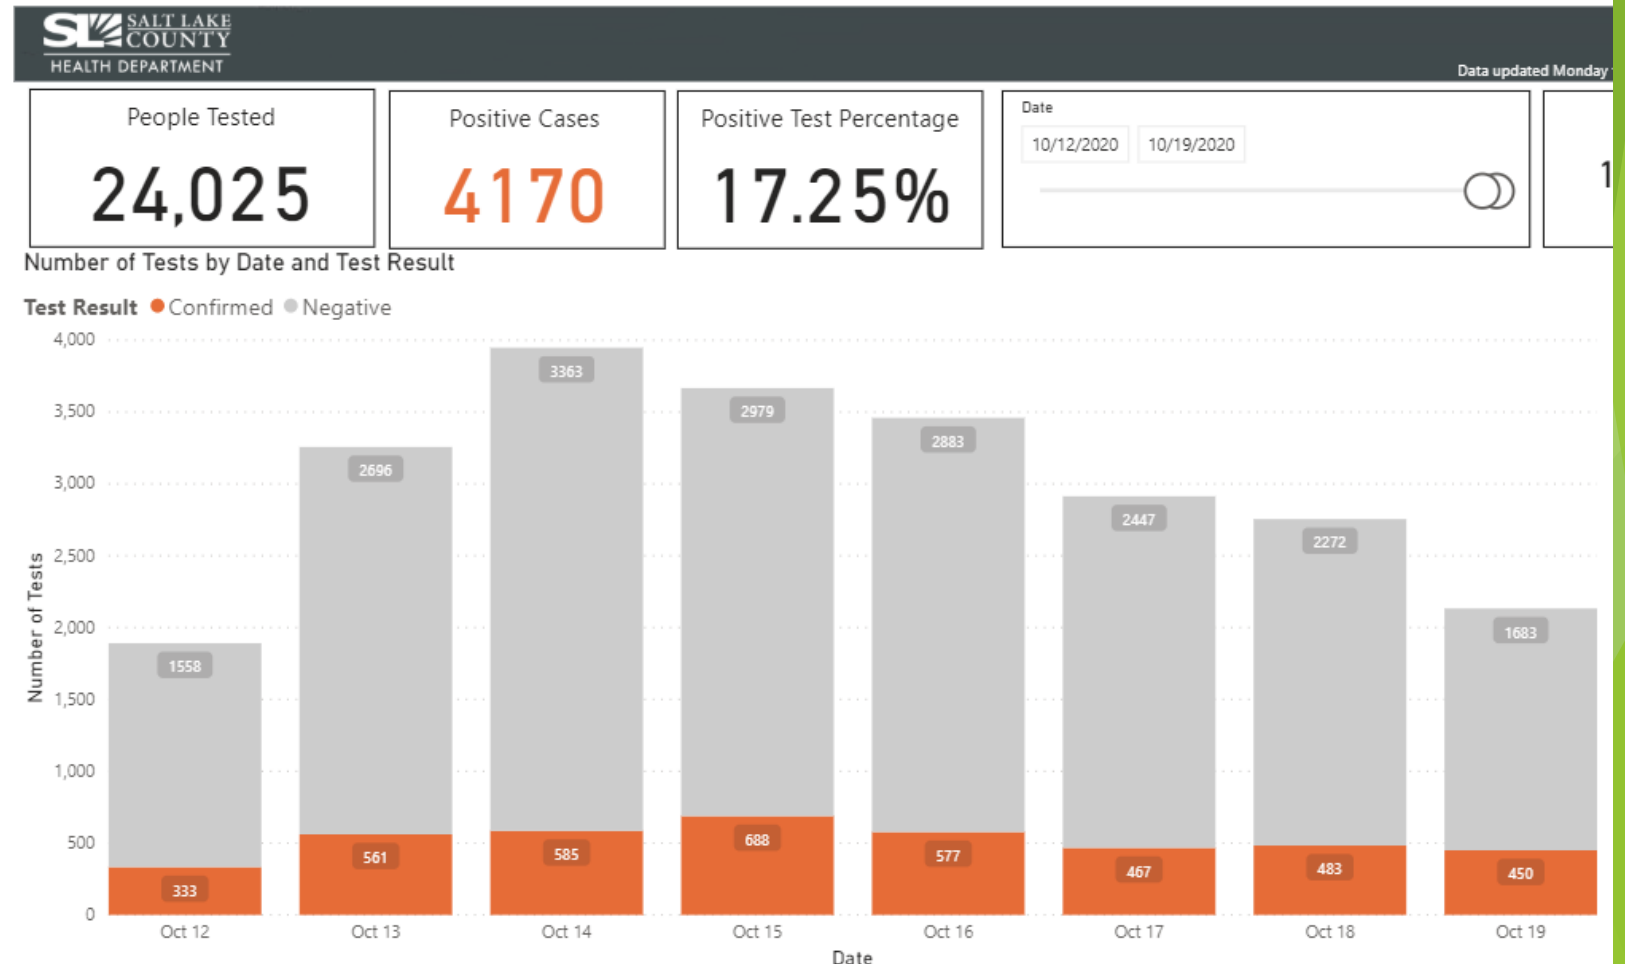 SL SALT LAKE
COUNTY
HEALTH DEPARTMENT
Data updated Monday
People Tested
24,025
Positive Cases
4170
Positive Test Percentage
17.25%
Date
10/12/2020 10/19/2020
1
Number of Tests by Date and Test Result
Test Result Confirmed Negative
4,000
3,500
3,000
2,500
2,000
1,500
1,000
500
0
Number of Tests
1558
2696
3363
2979
2883
2447
2272
1683
333
561
585
688
577
467
483
450
Oct 12 Oct 13 Oct 14 Oct 15 Oct 16 Oct 17 Oct 18 Oct 19
Date